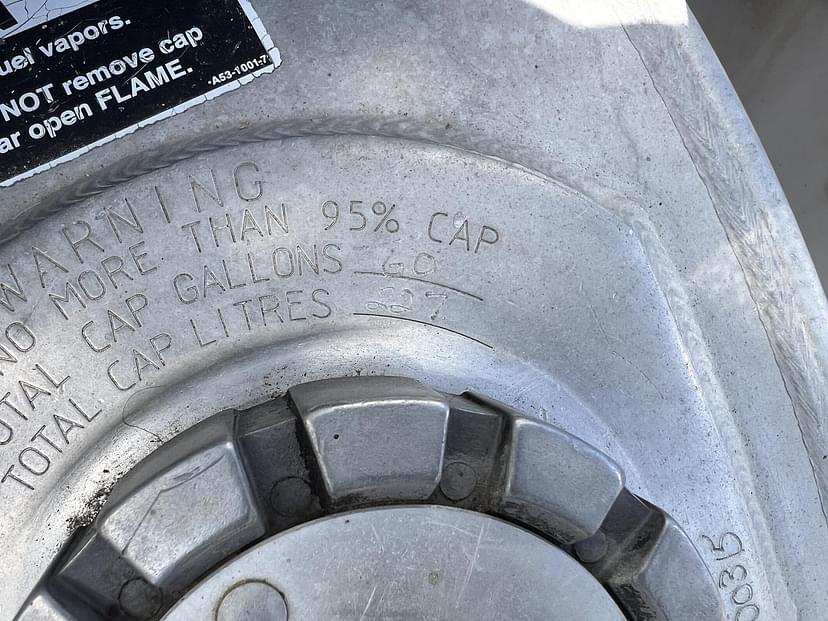 uel vapors.
NOT remove cap
ar open FLAME.
A53-1001-7
WARNING
NO MORE THAN 95% CAP
OTAL CAP GALLONS 60
TOTAL CAP LITRES 227